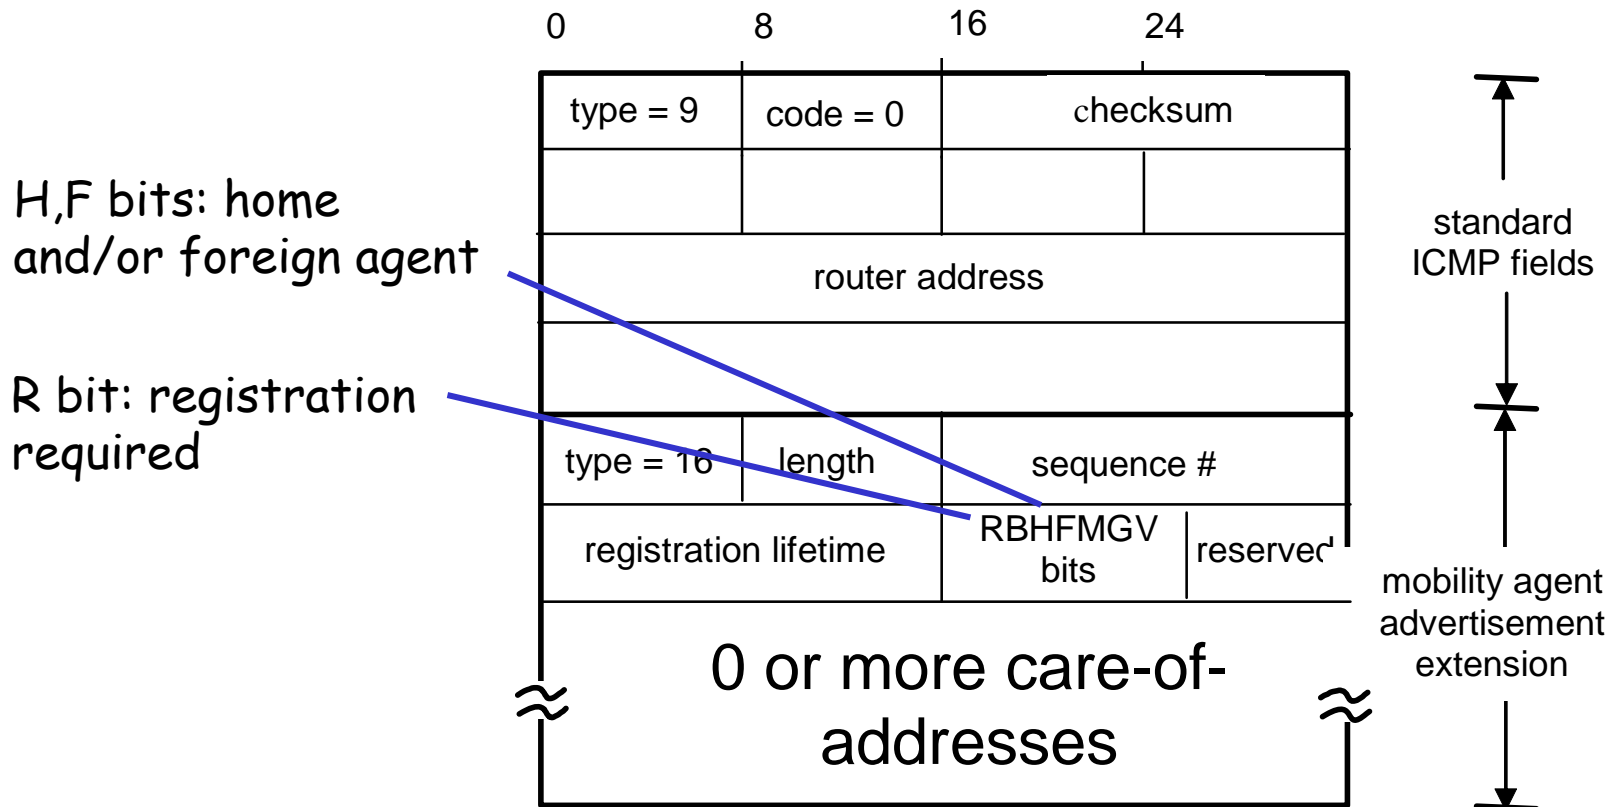 0 8 16 24
type = 9 code = 0 checksum
H,F bits: home
and/or foreign agent
standard
ICMP fields
router address
R bit: registration
required
type = 16 length sequence #
registration lifetime RBHFMGV
bits reserved
mobility agent
advertisement
extension
0 or more care-of-
addresses